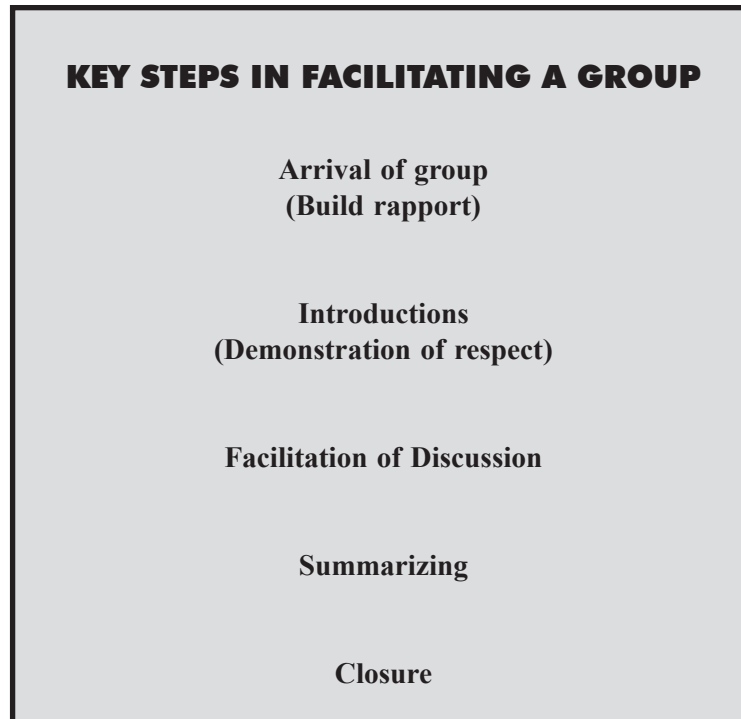 KEY STEPS IN FACILITATING A GROUP
Arrival of group
(Build rapport)
Introductions
(Demonstration of respect)
Facilitation of Discussion
Summarizing
Closure